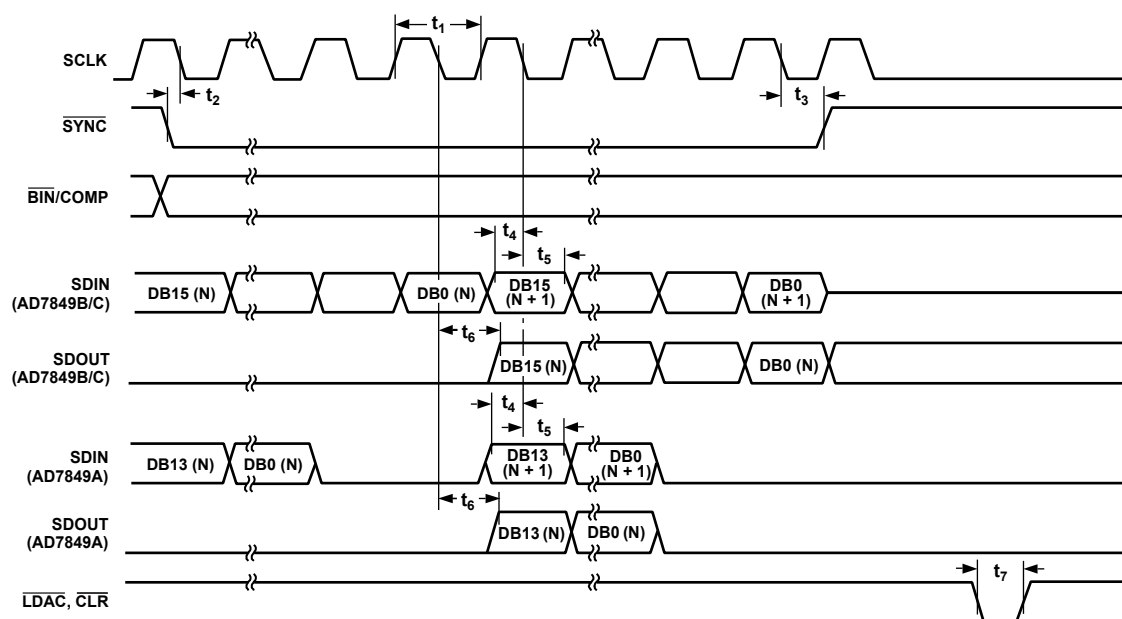 t1
SCLK
t2
t3
SYNC
BIN/COMP
t4
t5
SDIN
(AD7849B/C)
DB15 (N)
DB0 (N)
DB15
(N + 1)
DB0
(N + 1)
t6
SDOUT
(AD7849B/C)
DB15 (N)
DB0 (N)
t4
t5
SDIN
(AD7849A)
DB13 (N)
DB0 (N)
DB13
(N + 1)
DB0
(N + 1)
t6
SDOUT
(AD7849A)
DB13 (N)
DB0 (N)
t7
LDAC, CLR